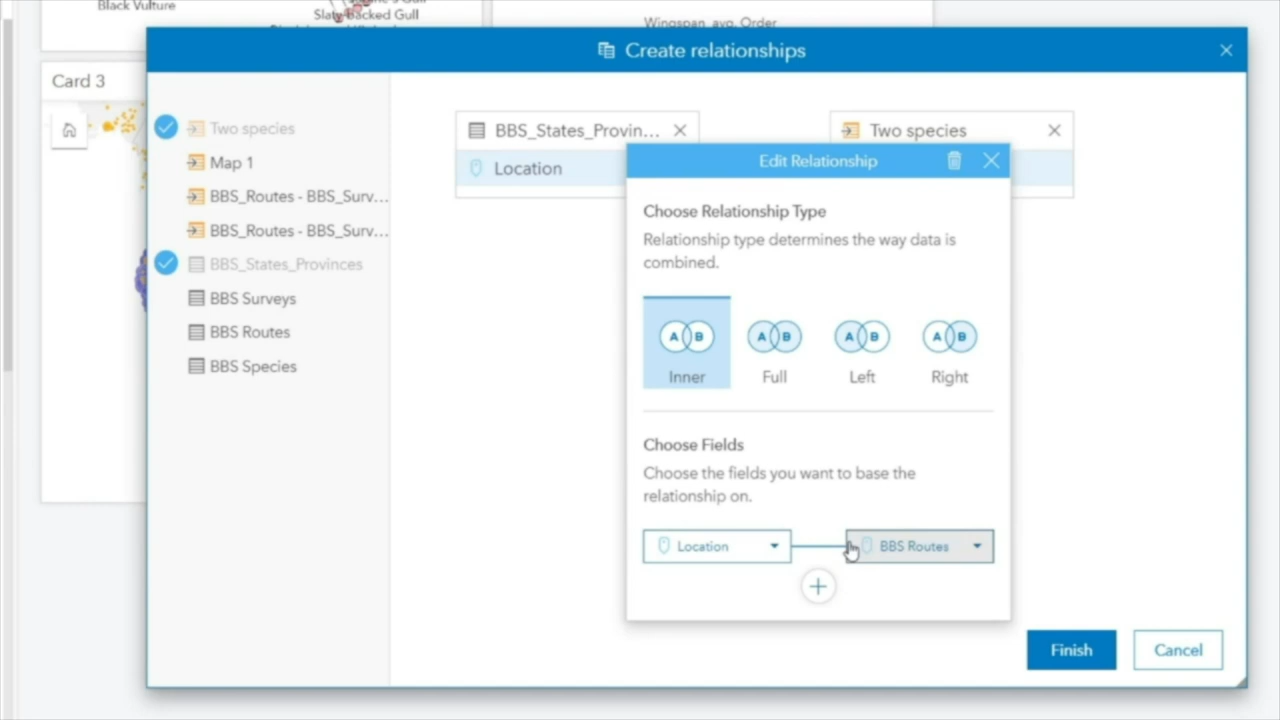 Black Vulture
Slaty-backed Gull
Wingspan, avg. Order
Create relationships
Card 3
Two species
Map 1
BBS_Routes - BBS_Surv...
BBS_Routes - BBS_Surv...
BBS_States_Provinces
BBS Surveys
BBS Routes
BBS Species
BBS_States_Provin...
Location
Two species
Edit Relationship
Choose Relationship Type
Relationship type determines the way data is
combined.
A B A B A B A B
Inner Full Left Right
Choose Fields
Choose the fields you want to base the
relationship on.
Location BBS Routes
Finish Cancel